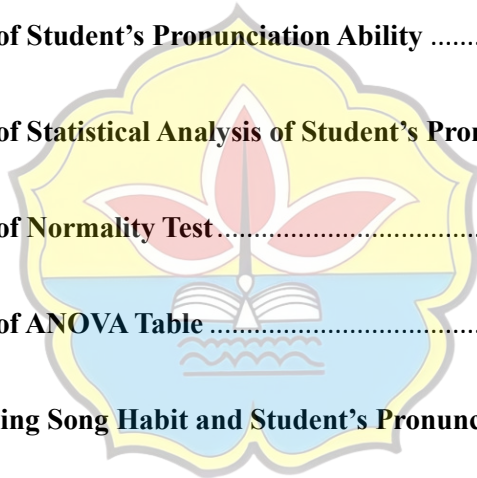 of Student’s Pronunciation Ability .......
of Statistical Analysis of Student’s Pron
of Normality Test .......................................
of ANOVA Table ........................................
ing Song Habit and Student’s Pronunc